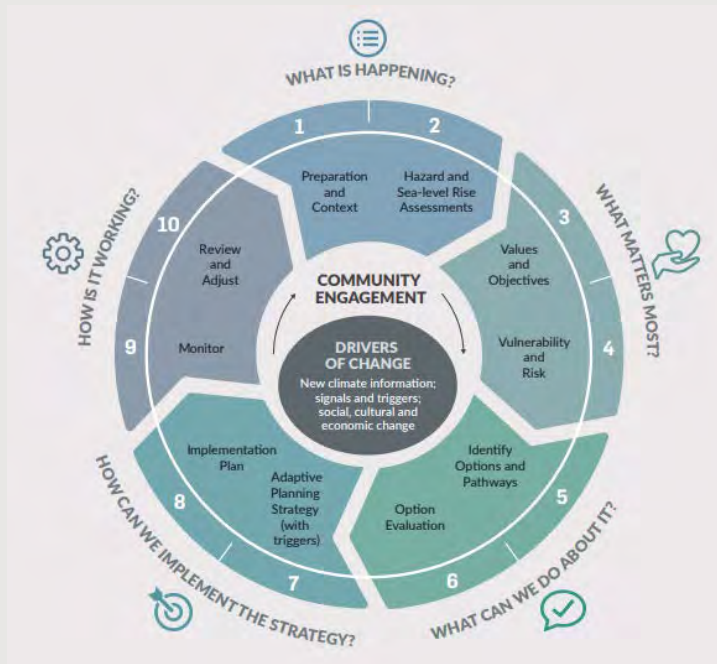 WHAT IS HAPPENING?
1
2
Preparation
and
Context
Hazard and
Sea-level Rise
Assessments
WHAT MATTERS MOST?
3
4
Values
and
Objectives
Vulnerability
and
Risk
WHAT CAN WE DO ABOUT IT?
5
6
Identify
Options and
Pathways
Option
Evaluation
HOW CAN WE IMPLEMENT THE STRATEGY?
7
8
Adaptive
Planning
Strategy
(with
triggers)
Implementation
Plan
HOW IS IT WORKING?
9
10
Monitor
Review
and
Adjust
COMMUNITY
ENGAGEMENT
DRIVERS
OF CHANGE
New climate information;
signals and triggers;
social, cultural and
economic change